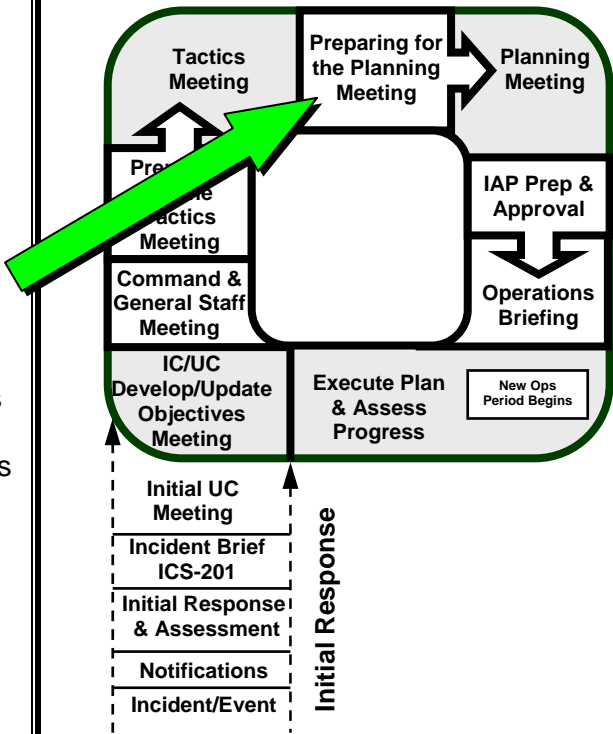 Tactics
Meeting
Preparing for
the Planning
Meeting
Planning
Meeting
Meeting
Command &
General Staff
Meeting
IAP Prep &
Approval
Operations
Briefing
IC/UC
Develop/Update
Objectives
Meeting
Execute Plan
& Assess
Progress
New Ops
Period Begins
Initial UC
Meeting
Incident Brief
ICS-201
Initial Response
& Assessment
Notifications
Incident/Event
Initial Response
s
s